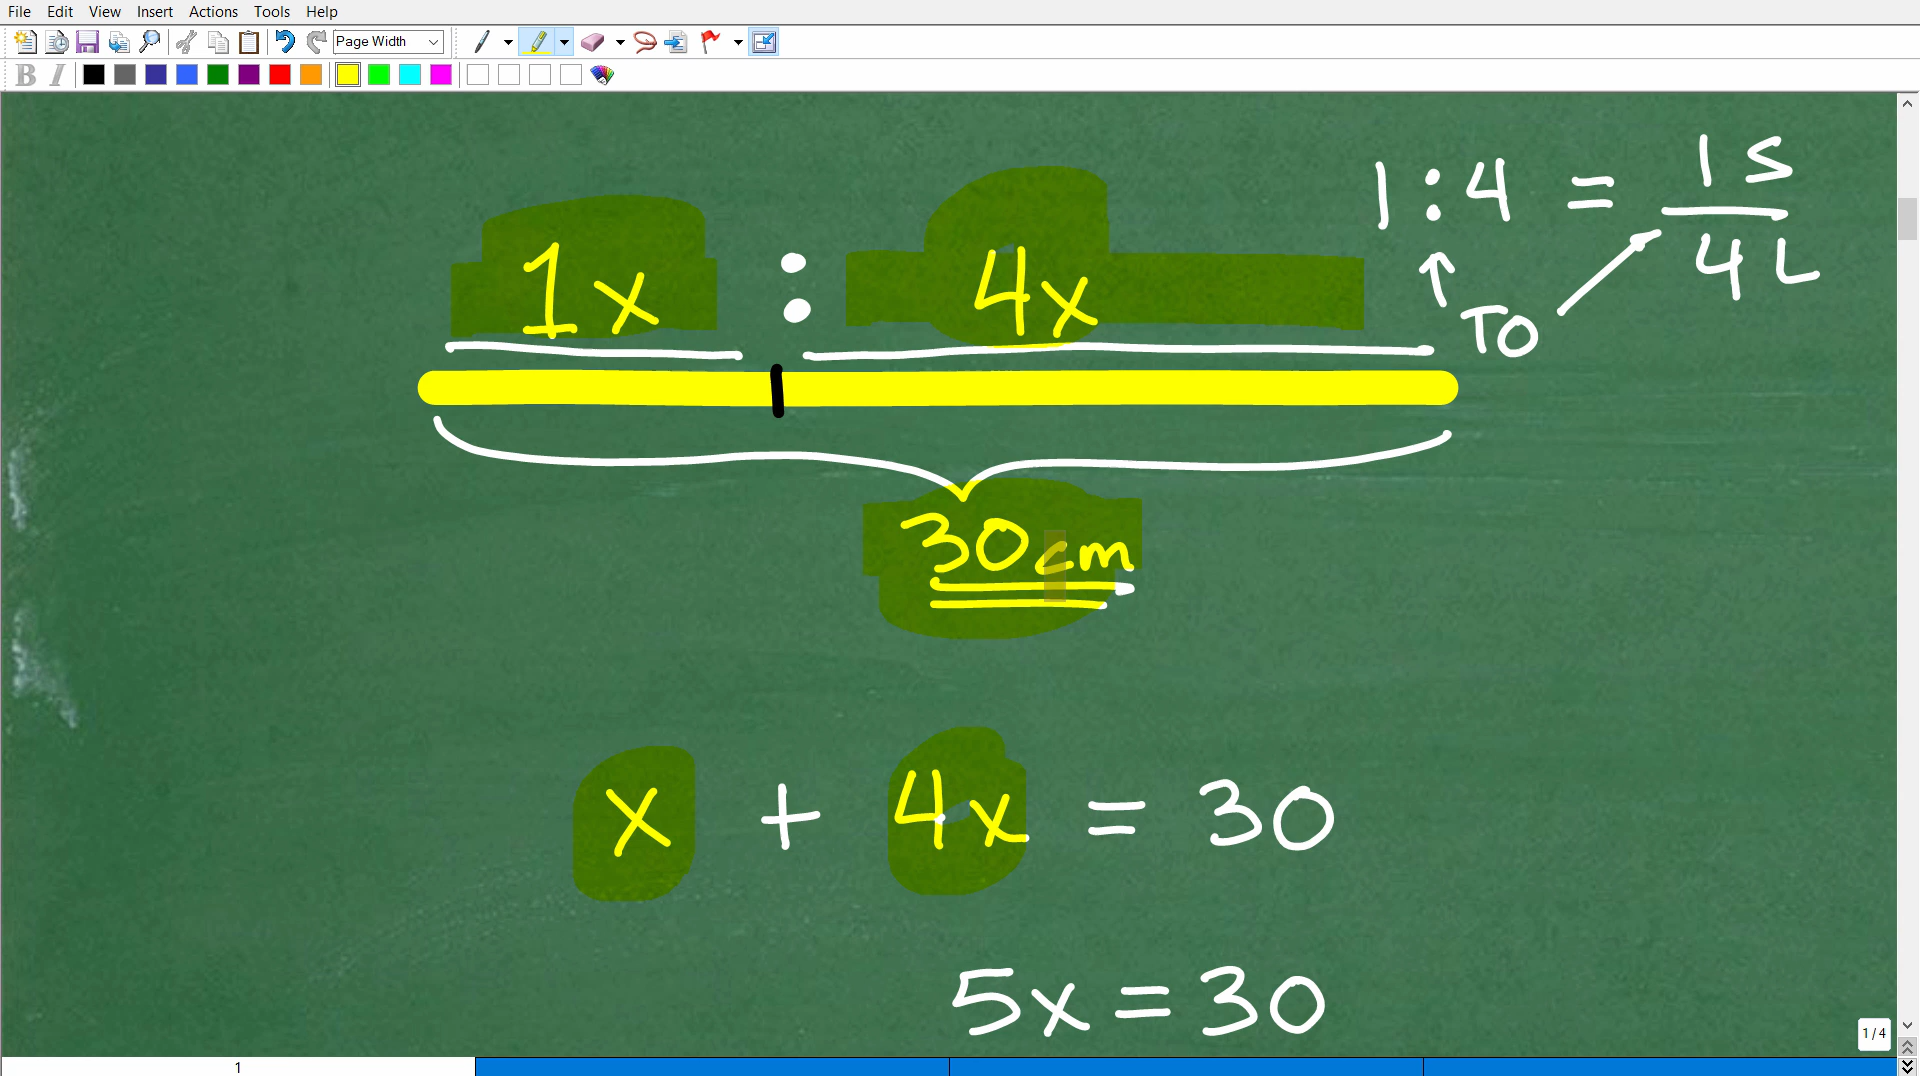 File Edit View Insert Actions Tools Help
Page Width
B I
1x : 4x
1:4 = 1 S / 4 L
TO
30cm
x + 4x = 30
5x = 30
1 / 4
1